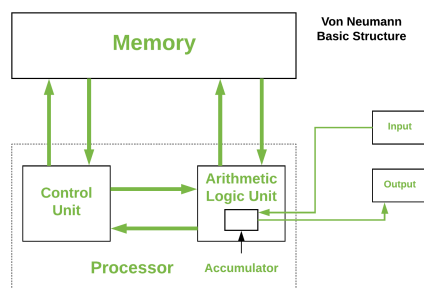 Von Neumann
Basic Structure
Memory
Input
Output
Control
Unit
Arithmetic
Logic Unit
Processor
Accumulator